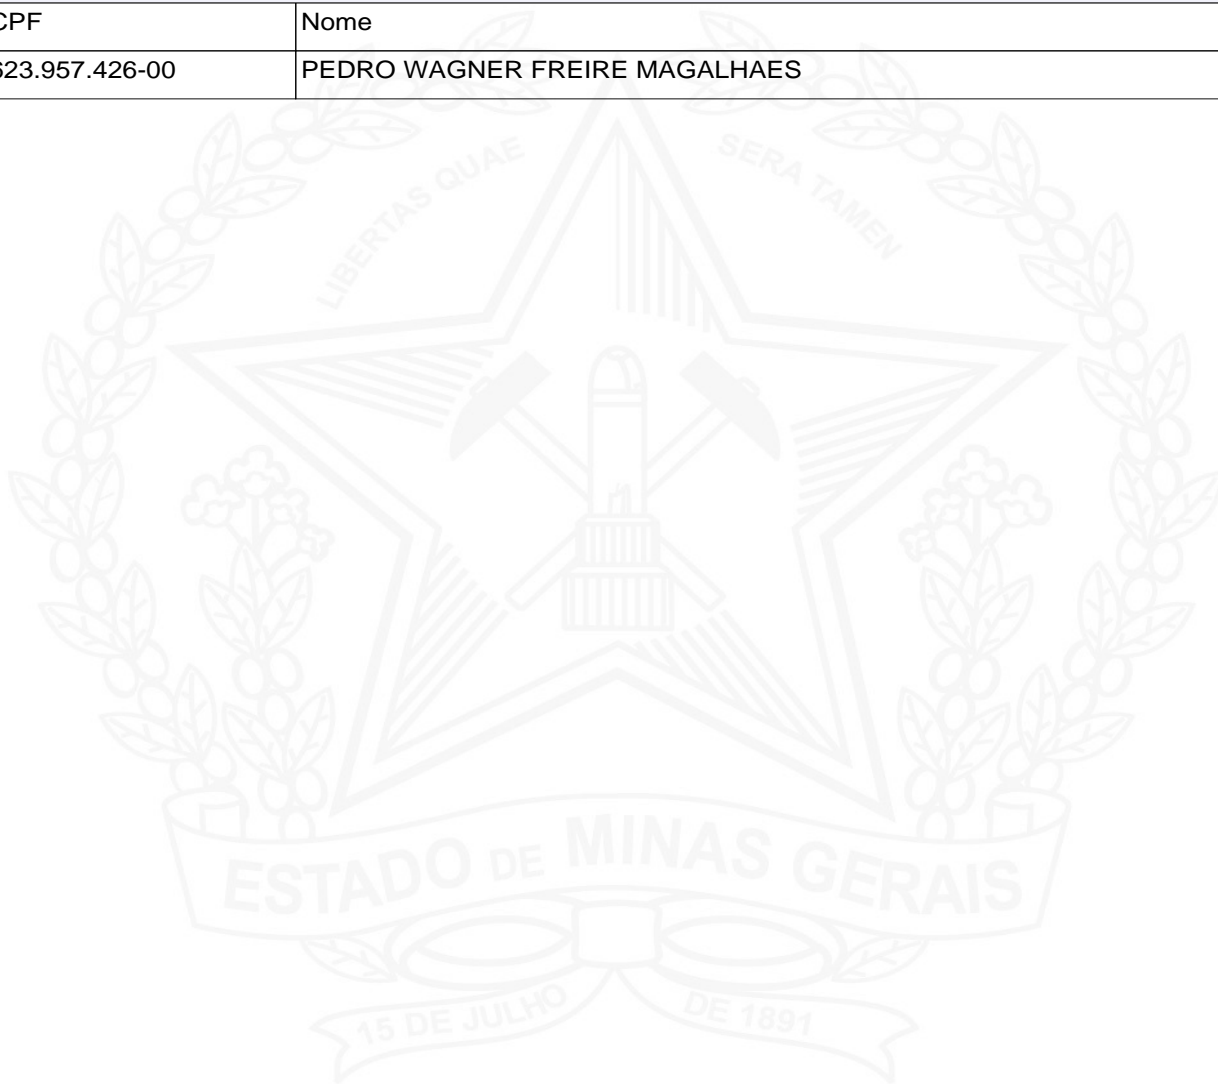 CPF Nome
623.957.426-00 PEDRO WAGNER FREIRE MAGALHAES
LIBERTAS QUAE SERA TAMEN
ESTADO DE MINAS GERAIS
15 DE JULHO DE 1891